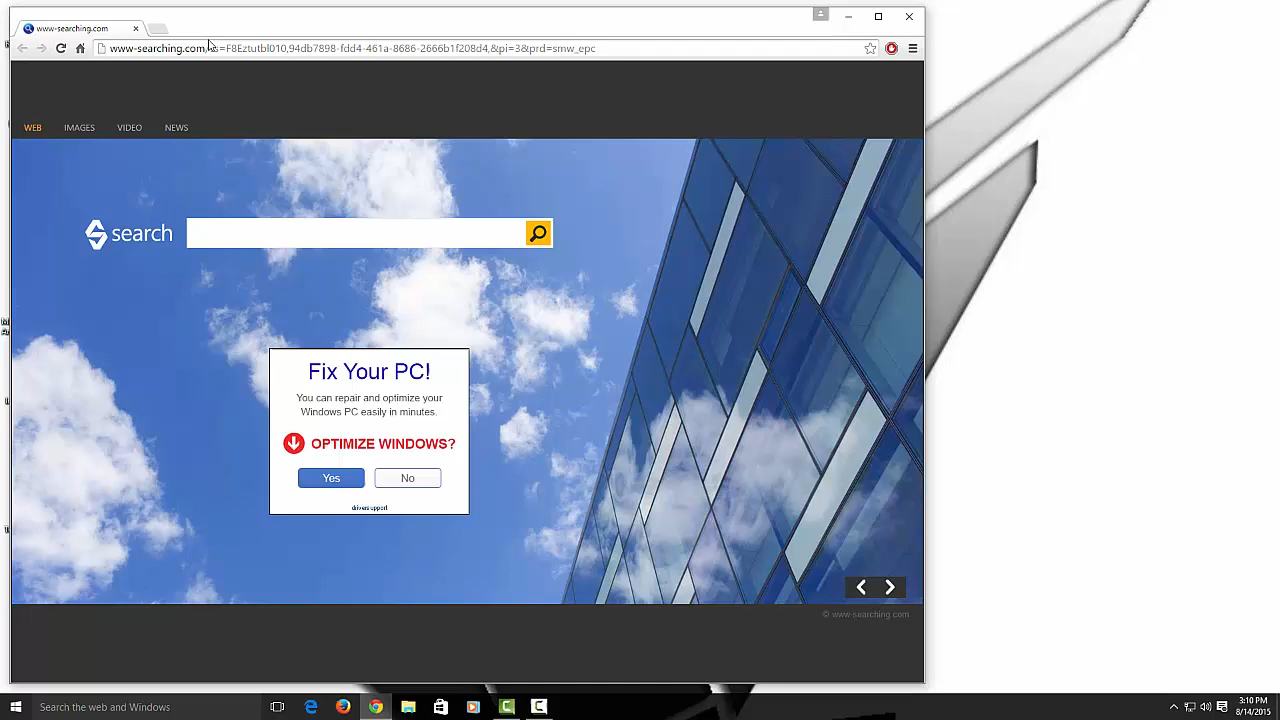 www-searching.com
www-searching.com/?s=F8Eztutbl010,94db7898-fdd4-461a-8686-2666b1f208d4,&pi=3&prd=smw_epc
WEB IMAGES VIDEO NEWS
search
Fix Your PC!
You can repair and optimize your
Windows PC easily in minutes.
OPTIMIZE WINDOWS?
Yes No
driversupport
© www-searching.com
Search the web and Windows
3:10 PM
8/14/2015